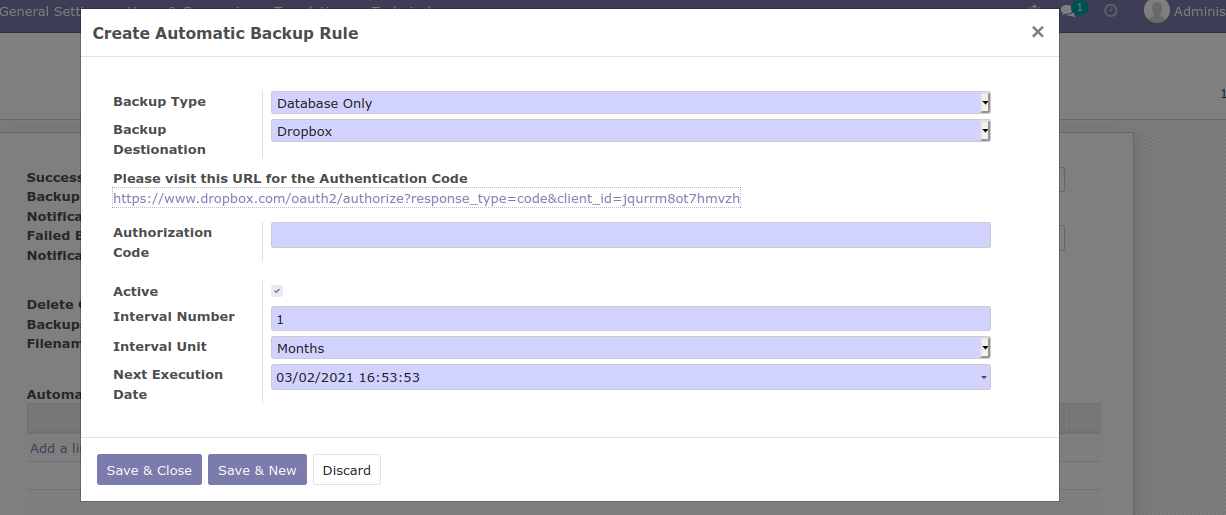 General Sett
1
Adminis
Create Automatic Backup Rule
×
1
Backup Type
Database Only
Backup
Destionation
Dropbox
Please visit this URL for the Authentication Code
https://www.dropbox.com/oauth2/authorize?response_type=code&client_id=jqurrm8ot7hmvzh
Authorization
Code
Active
Interval Number
1
Interval Unit
Months
Next Execution
Date
03/02/2021 16:53:53
Save & Close
Save & New
Discard
Success
Backup
Notifica
Failed B
Notifica
Delete
Backups
Filenam
Automa
Add a li